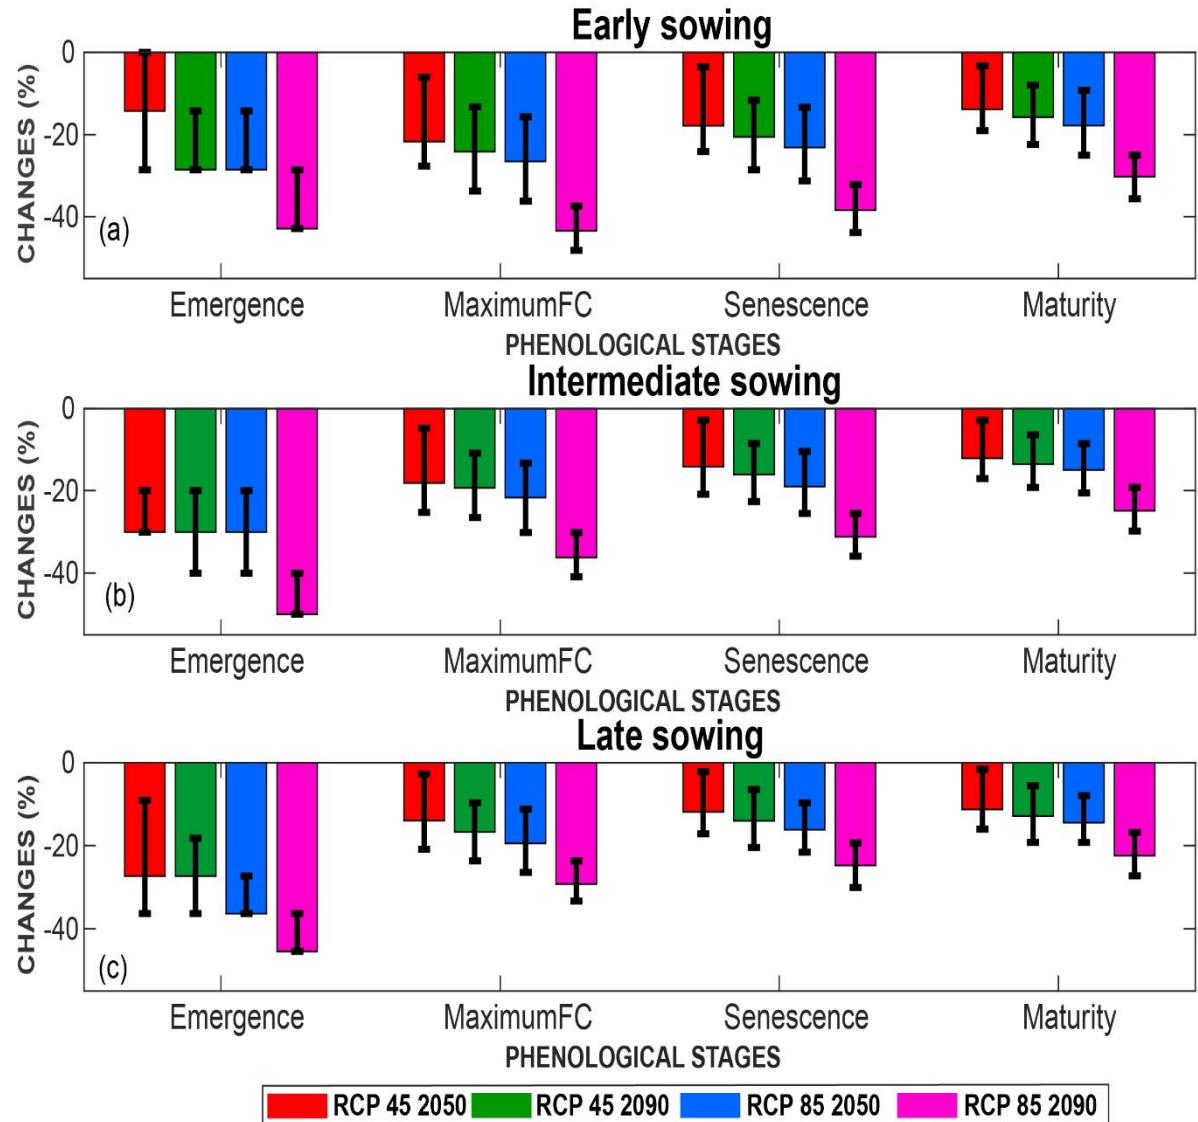 Early sowing
CHANGES (%)
0
-20
-40
(a)
Emergence MaximumFC Senescence Maturity
PHENOLOGICAL STAGES
Intermediate sowing
CHANGES (%)
0
-20
-40
(b)
Emergence MaximumFC Senescence Maturity
PHENOLOGICAL STAGES
Late sowing
CHANGES (%)
0
-20
-40
(c)
Emergence MaximumFC Senescence Maturity
PHENOLOGICAL STAGES
RCP 45 2050 RCP 45 2090 RCP 85 2050 RCP 85 2090